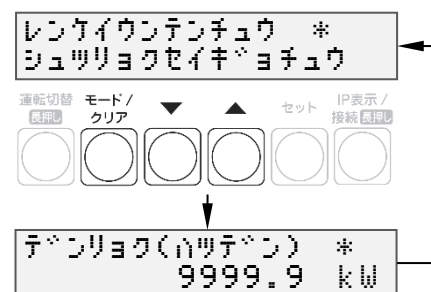 レンケイウンテンチュウ *
シュツリョクセイギョチュウ
運転切替 長押し
モード/クリア
▼
▲
セット
IP表示/接続 長押し
デンリョク(ハツデン) *
9999.9 kW